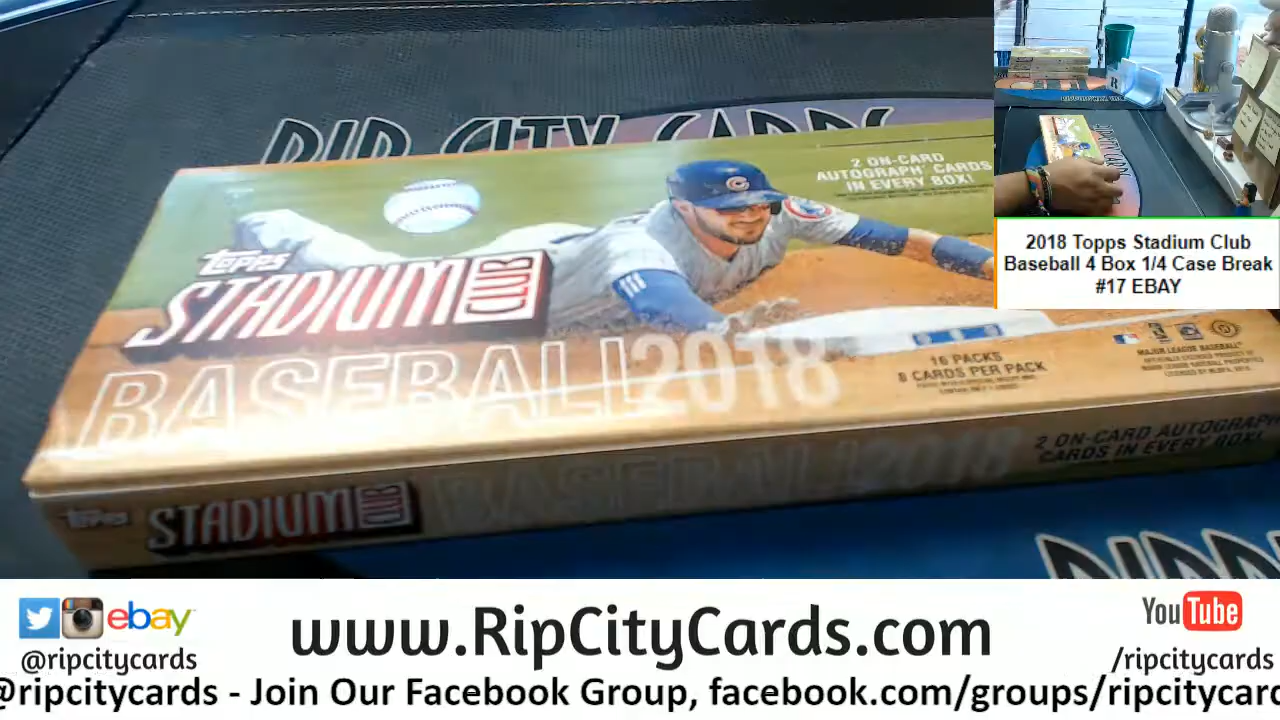 RIP CITY CARDS
2 ON-CARD
AUTOGRAPH CARDS
IN EVERY BOX!
TOPPS
STADIUM CLUB
BASEBALL 2018
16 PACKS
8 CARDS PER PACK
MAJOR LEAGUE BASEBALL
TOPPS STADIUM CLUB
BASEBALL 2018
2 ON-CARD AUTOGRAPH
CARDS IN EVERY BOX!
2018 Topps Stadium Club
Baseball 4 Box 1/4 Case Break
#17 EBAY
ebay
@ripcitycards
www.RipCityCards.com
YouTube
/ripcitycards
@ripcitycards - Join Our Facebook Group, facebook.com/groups/ripcitycard